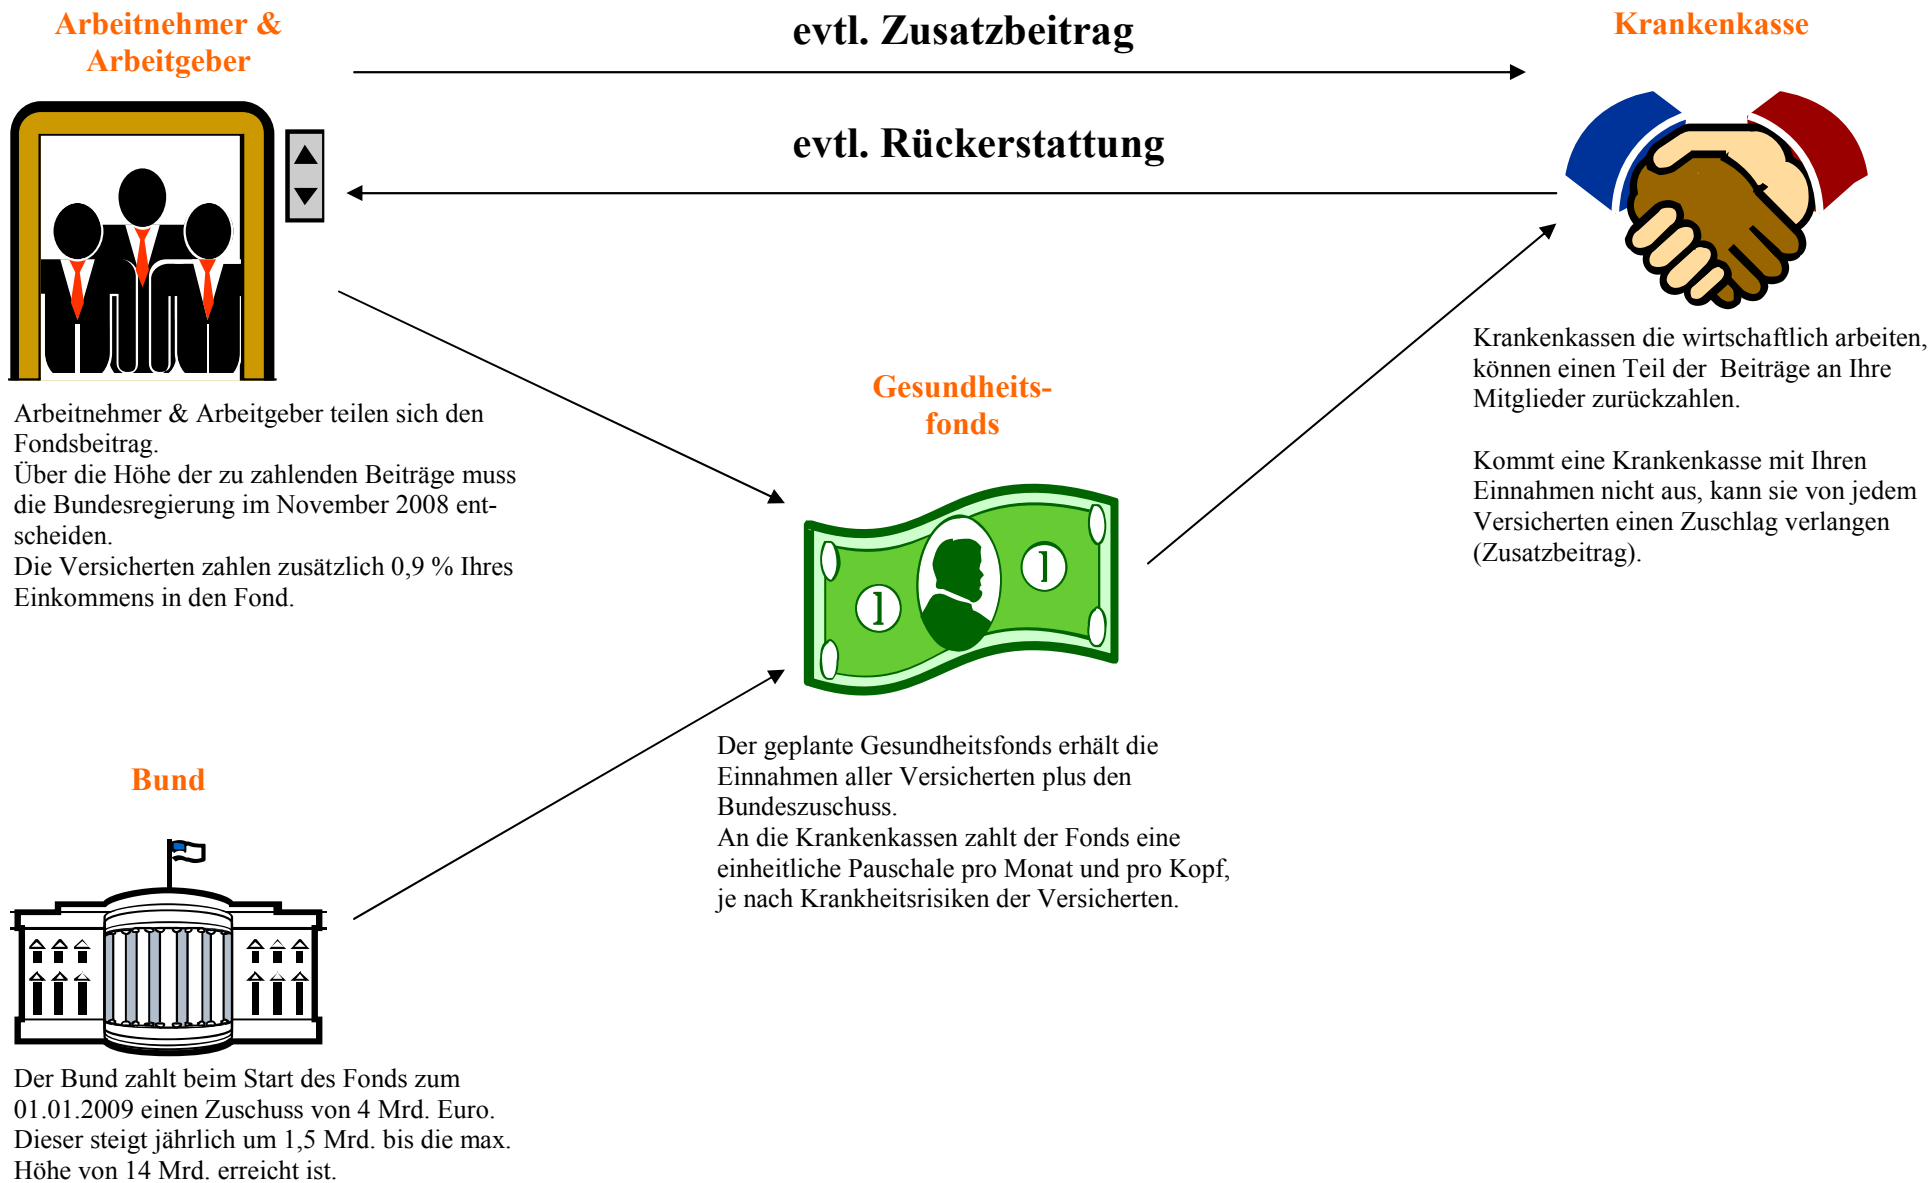 Arbeitnehmer &
Arbeitgeber
evtl. Zusatzbeitrag
Krankenkasse
evtl. Rückerstattung
Arbeitnehmer & Arbeitgeber teilen sich den
Fondsbeitrag.
Über die Höhe der zu zahlenden Beiträge muss
die Bundesregierung im November 2008 ent-
scheiden.
Die Versicherten zahlen zusätzlich 0,9 % Ihres
Einkommens in den Fond.
Krankenkassen die wirtschaftlich arbeiten,
können einen Teil der Beiträge an Ihre
Mitglieder zurückzahlen.
Kommt eine Krankenkasse mit Ihren
Einnahmen nicht aus, kann sie von jedem
Versicherten einen Zuschlag verlangen
(Zusatzbeitrag).
Gesundheits-
fonds
1
1
Der geplante Gesundheitsfonds erhält die
Einnahmen aller Versicherten plus den
Bundeszuschuss.
An die Krankenkassen zahlt der Fonds eine
einheitliche Pauschale pro Monat und pro Kopf,
je nach Krankheitsrisiken der Versicherten.
Bund
Der Bund zahlt beim Start des Fonds zum
01.01.2009 einen Zuschuss von 4 Mrd. Euro.
Dieser steigt jährlich um 1,5 Mrd. bis die max.
Höhe von 14 Mrd. erreicht ist.